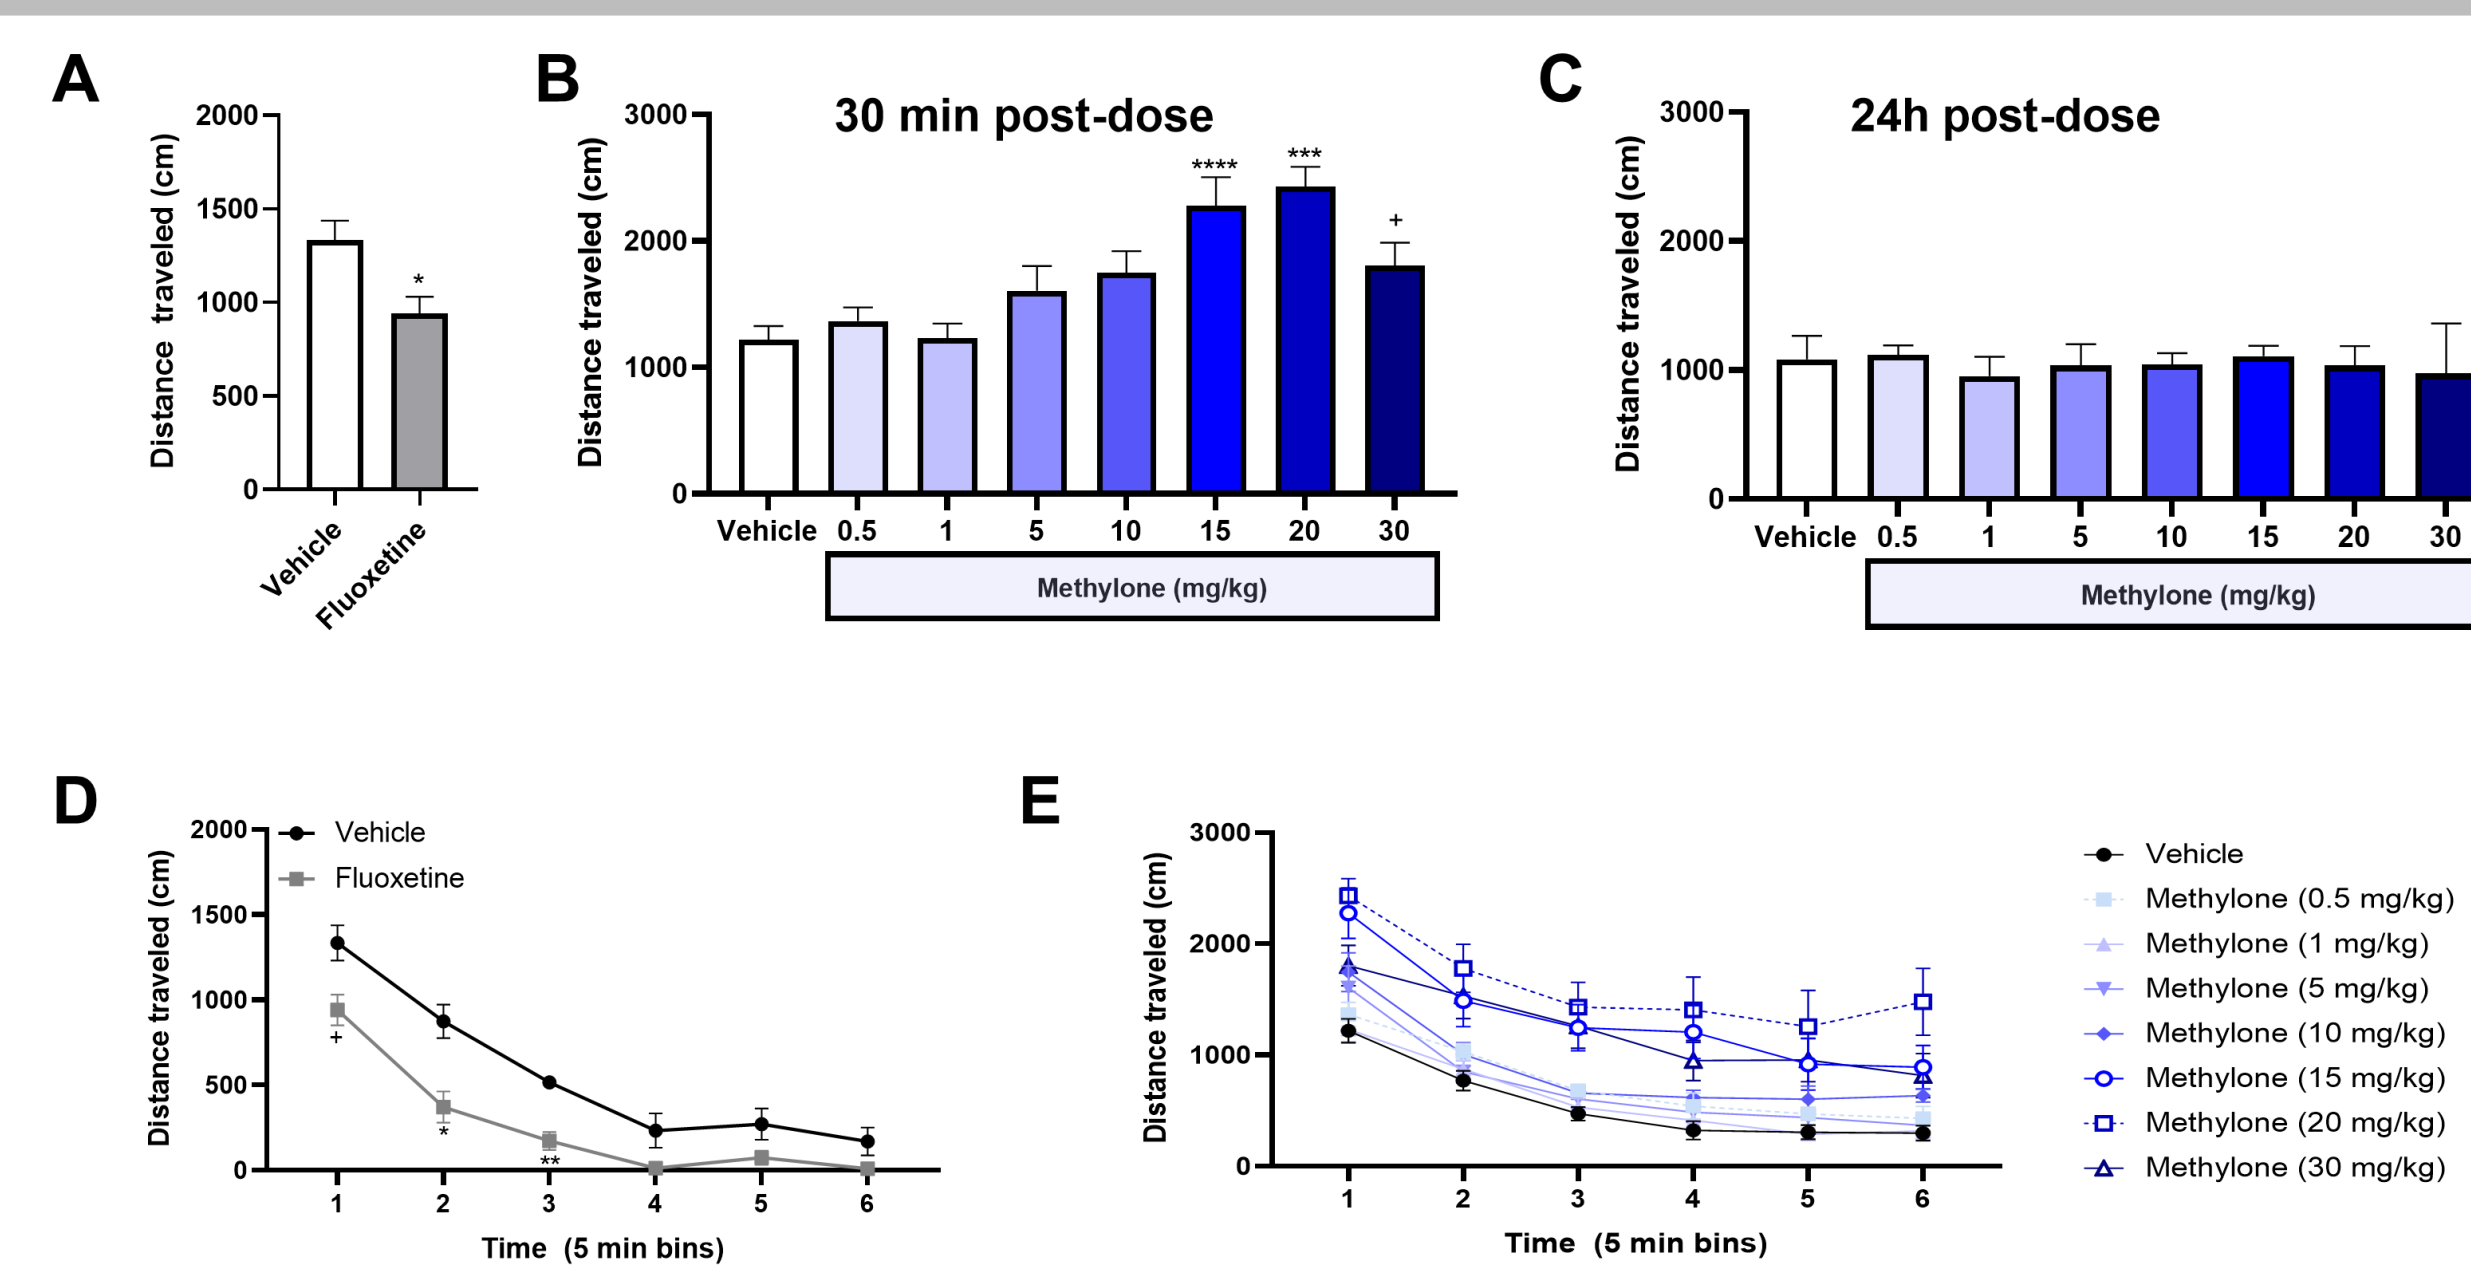 A
2000
1500
1000
500
0
Distance traveled (cm)
*
Vehicle
Fluoxetine
B
30 min post-dose
3000
2000
1000
0
Distance traveled (cm)
****
***
+
Vehicle 0.5 1 5 10 15 20 30
Methylone (mg/kg)
C
24h post-dose
3000
2000
1000
0
Distance traveled (cm)
Vehicle 0.5 1 5 10 15 20 30
Methylone (mg/kg)
D
2000
1500
1000
500
0
Distance traveled (cm)
Vehicle
Fluoxetine
+
*
**
1 2 3 4 5 6
Time (5 min bins)
E
3000
2000
1000
0
Distance traveled (cm)
1 2 3 4 5 6
Time (5 min bins)
Vehicle
Methylone (0.5 mg/kg)
Methylone (1 mg/kg)
Methylone (5 mg/kg)
Methylone (10 mg/kg)
Methylone (15 mg/kg)
Methylone (20 mg/kg)
Methylone (30 mg/kg)